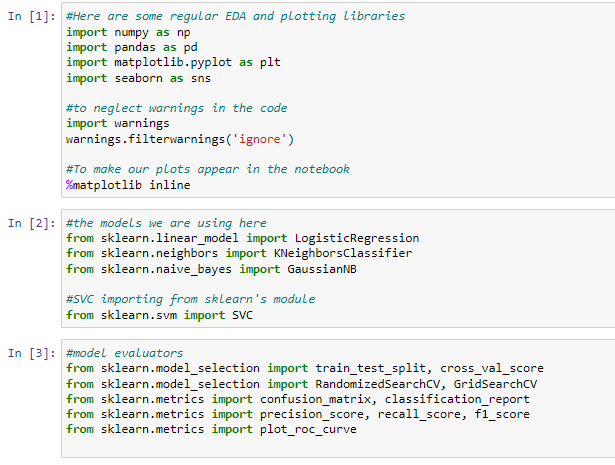 In [1]: #Here are some regular EDA and plotting libraries
import numpy as np
import pandas as pd
import matplotlib.pyplot as plt
import seaborn as sns

#to neglect warnings in the code
import warnings
warnings.filterwarnings('ignore')

#To make our plots appear in the notebook
%matplotlib inline

In [2]: #the models we are using here
from sklearn.linear_model import LogisticRegression
from sklearn.neighbors import KNeighborsClassifier
from sklearn.naive_bayes import GaussianNB

#SVC importing from sklearn's module
from sklearn.svm import SVC

In [3]: #model evaluators
from sklearn.model_selection import train_test_split, cross_val_score
from sklearn.model_selection import RandomizedSearchCV, GridSearchCV
from sklearn.metrics import confusion_matrix, classification_report
from sklearn.metrics import precision_score, recall_score, f1_score
from sklearn.metrics import plot_roc_curve